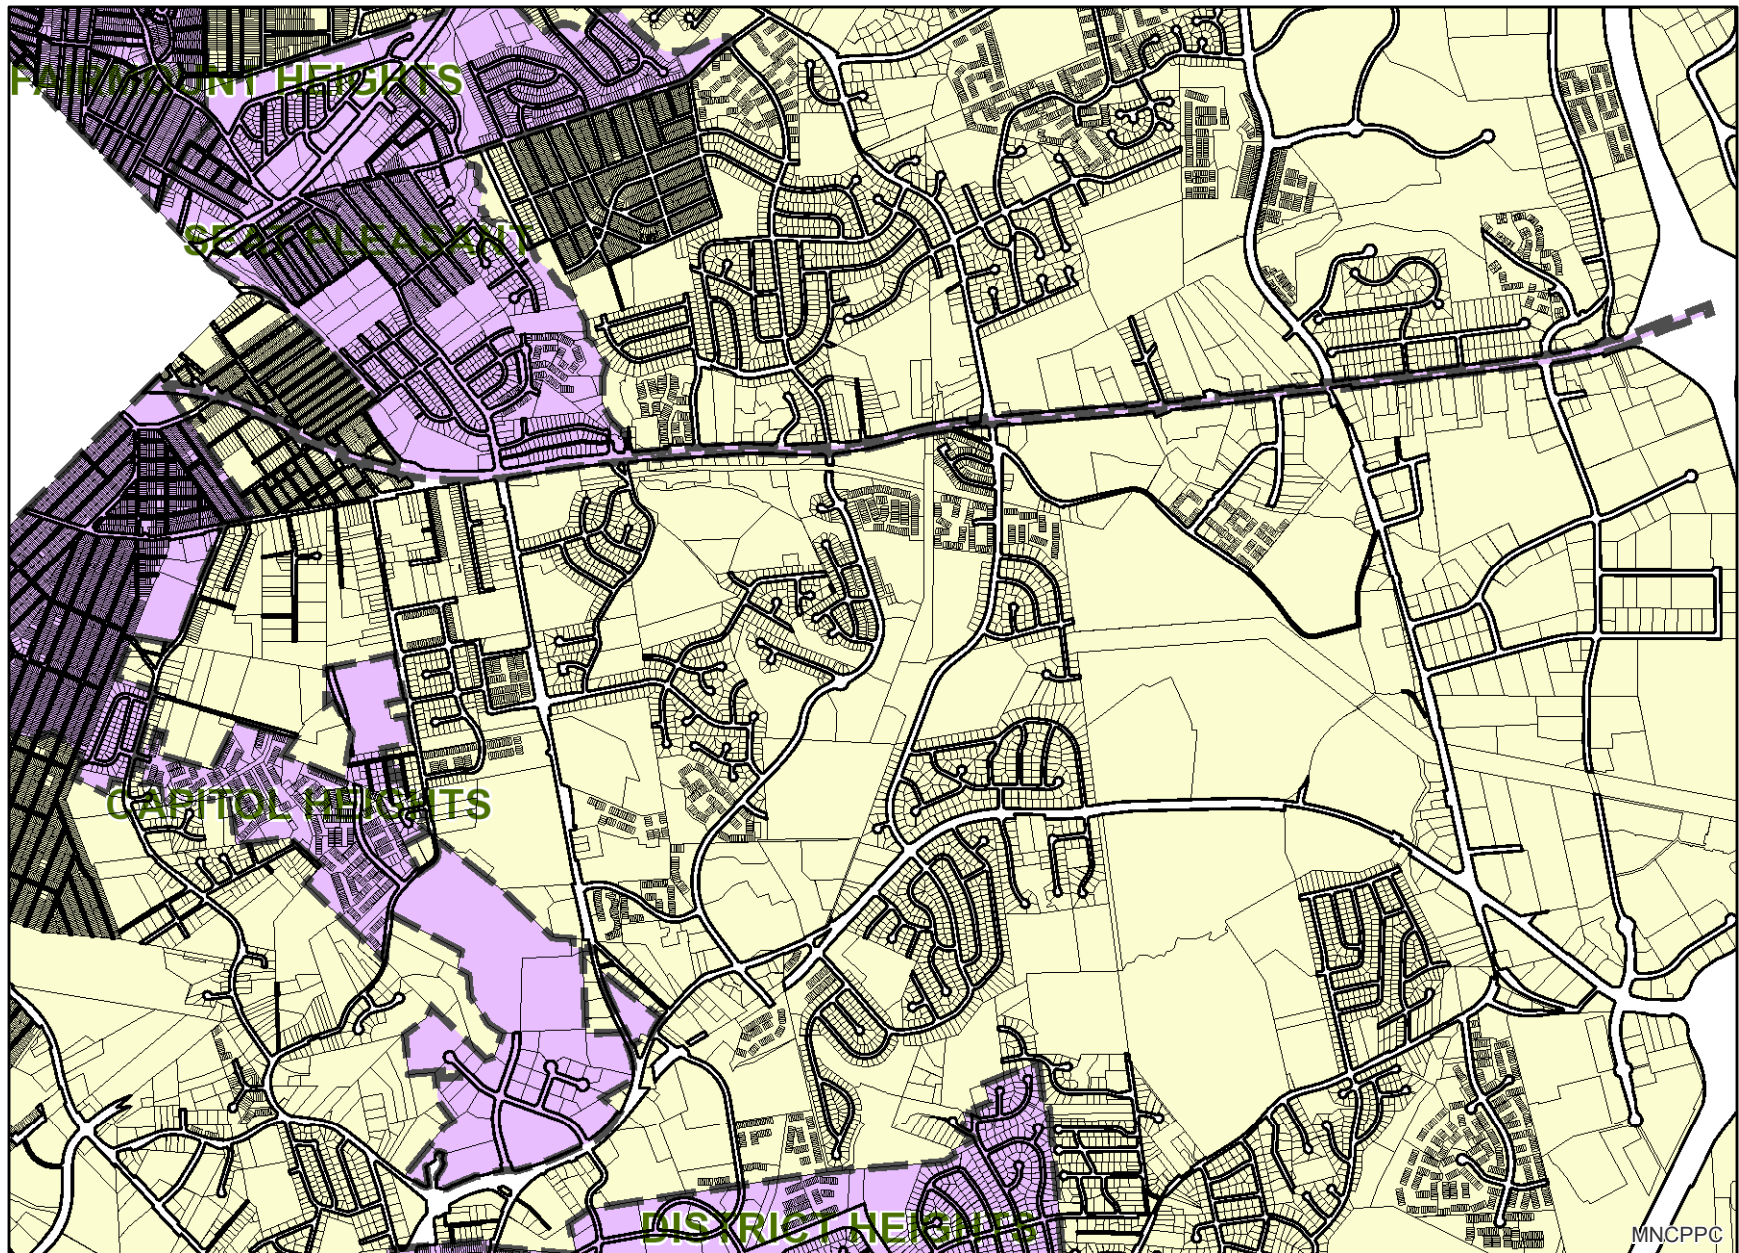 FAIRMOUNT HEIGHTS
SEAT PLEASANT
CAPITOL HEIGHTS
DISTRICT HEIGHTS
MNCPPC